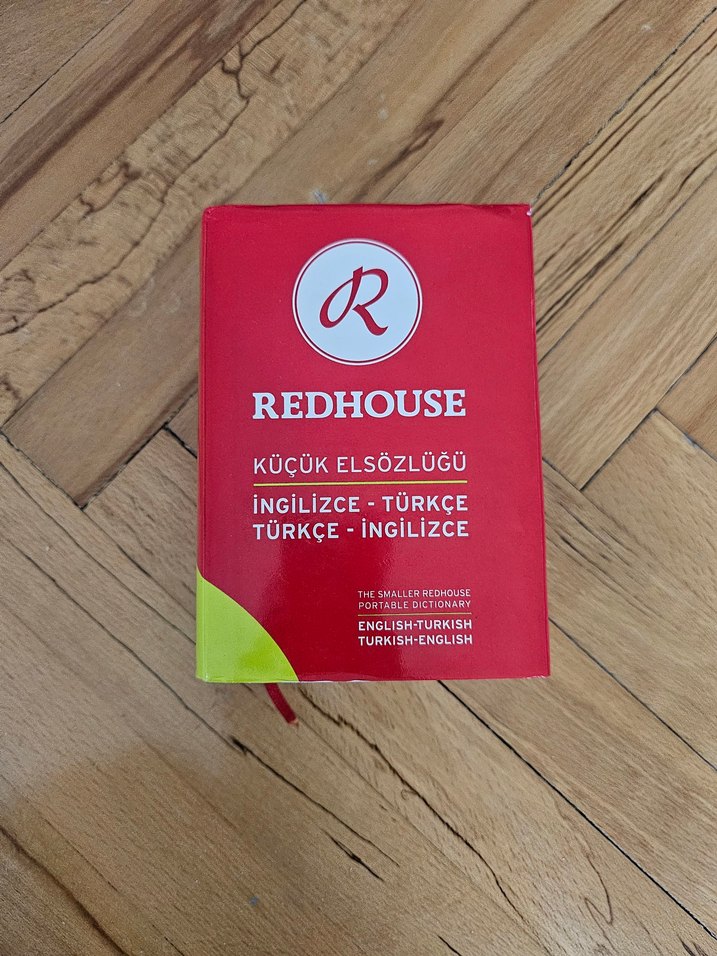 R
REDHOUSE
KÜÇÜK ELSÖZLÜĞÜ
İNGİLİZCE - TÜRKÇE
TÜRKÇE - İNGİLİZCE
THE SMALLER REDHOUSE
PORTABLE DICTIONARY
ENGLISH-TURKISH
TURKISH-ENGLISH